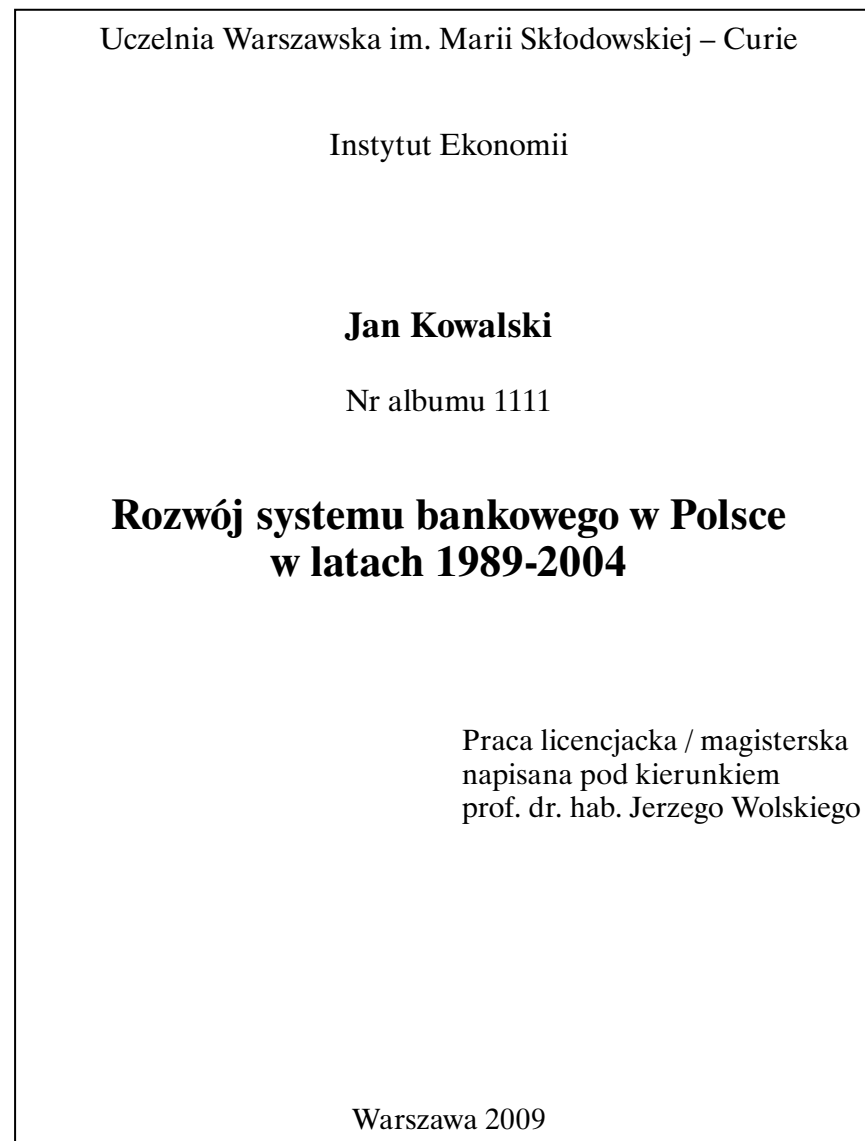 Uczelnia Warszawska im. Marii Skłodowskiej – Curie
Instytut Ekonomii
Jan Kowalski
Nr albumu 1111
Rozwój systemu bankowego w Polsce
w latach 1989-2004
Praca licencjacka / magisterska
napisana pod kierunkiem
prof. dr. hab. Jerzego Wolskiego
Warszawa 2009